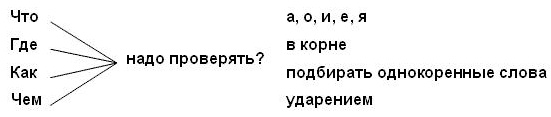 Что а, о, и, е, я
Где в корне
надо проверять?
Как подбирать однокоренные слова
Чем ударением